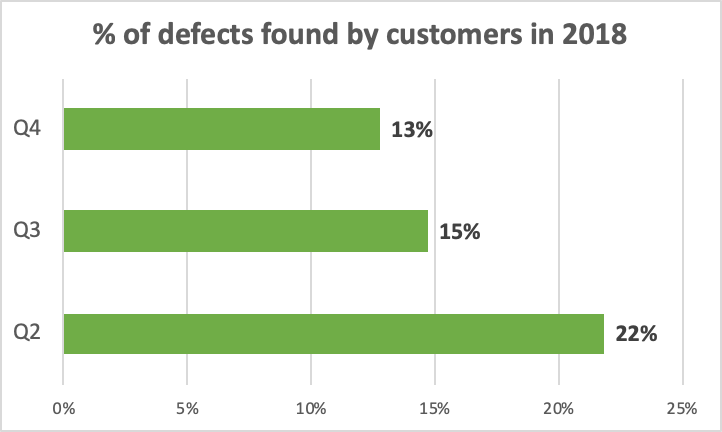 % of defects found by customers in 2018
Q4
13%
Q3
15%
Q2
22%
0% 5% 10% 15% 20% 25%